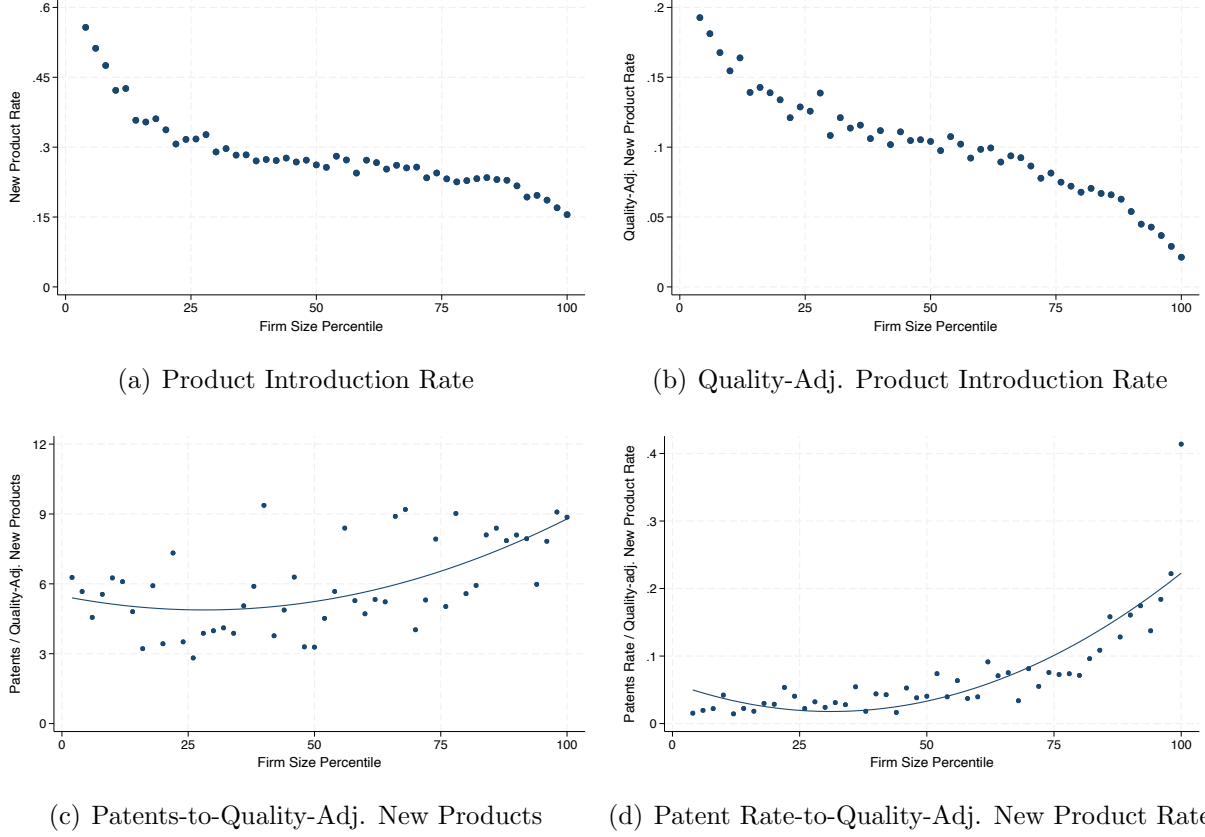 .6
.45
.3
.15
0
New Product Rate
0 25 50 75 100
Firm Size Percentile
(a) Product Introduction Rate
.2
.15
.1
.05
0
Quality-Adj. New Product Rate
0 25 50 75 100
Firm Size Percentile
(b) Quality-Adj. Product Introduction Rate
12
9
6
3
0
Patents / Quality-Adj. New Products
0 25 50 75 100
Firm Size Percentile
(c) Patents-to-Quality-Adj. New Products
.4
.3
.2
.1
0
Patents Rate / Quality-adj. New Product Rate
0 25 50 75 100
Firm Size Percentile
(d) Patent Rate-to-Quality-Adj. New Product Rate